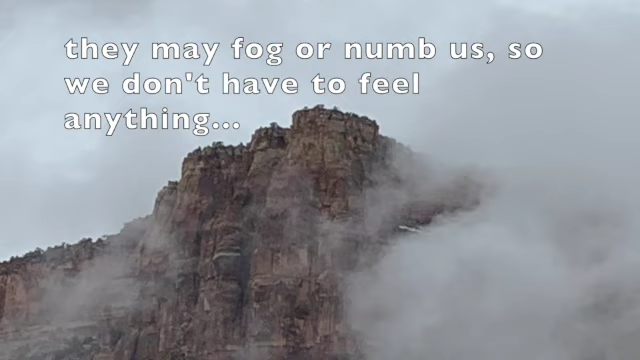 they may fog or numb us, so
we don't have to feel
anything...